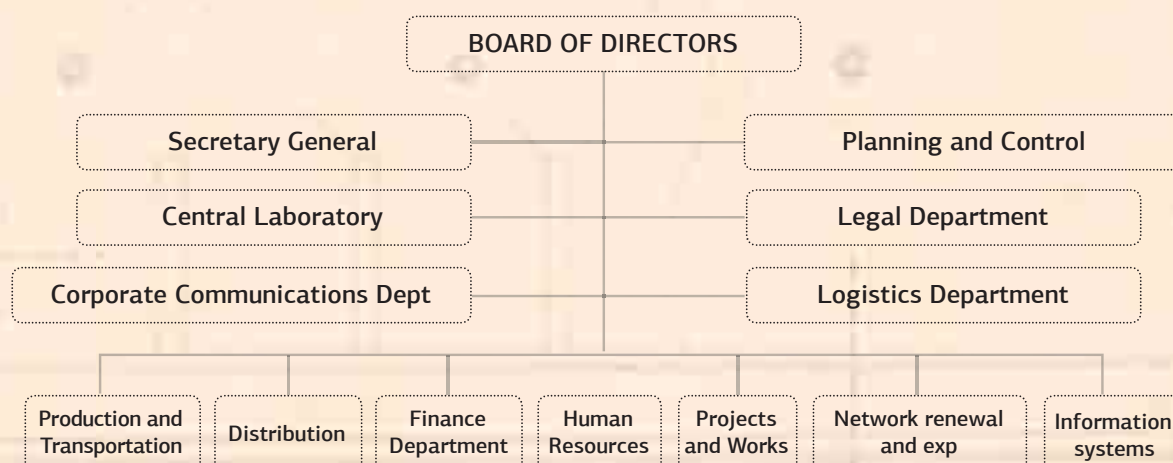 BOARD OF DIRECTORS
Secretary General
Planning and Control
Central Laboratory
Legal Department
Corporate Communications Dept
Logistics Department
Production and
Transportation
Distribution
Finance
Department
Human
Resources
Projects
and Works
Network renewal
and exp
Information
systems